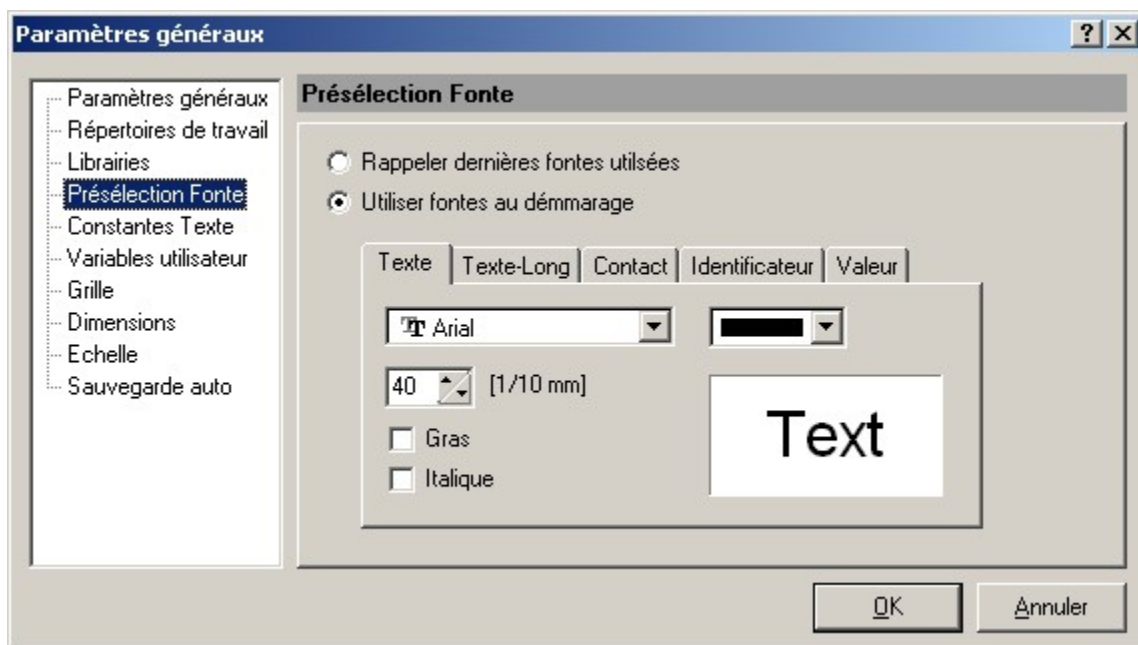 Paramètres généraux
Paramètres généraux
Répertoires de travail
Librairies
Présélection Fonte
Constantes Texte
Variables utilisateur
Grille
Dimensions
Echelle
Sauvegarde auto
Présélection Fonte
Rappeler dernières fontes utilsées
Utiliser fontes au démmarage
Texte Texte-Long Contact Identificateur Valeur
Arial
40 [1/10 mm]
Gras
Italique
Text
OK Annuler